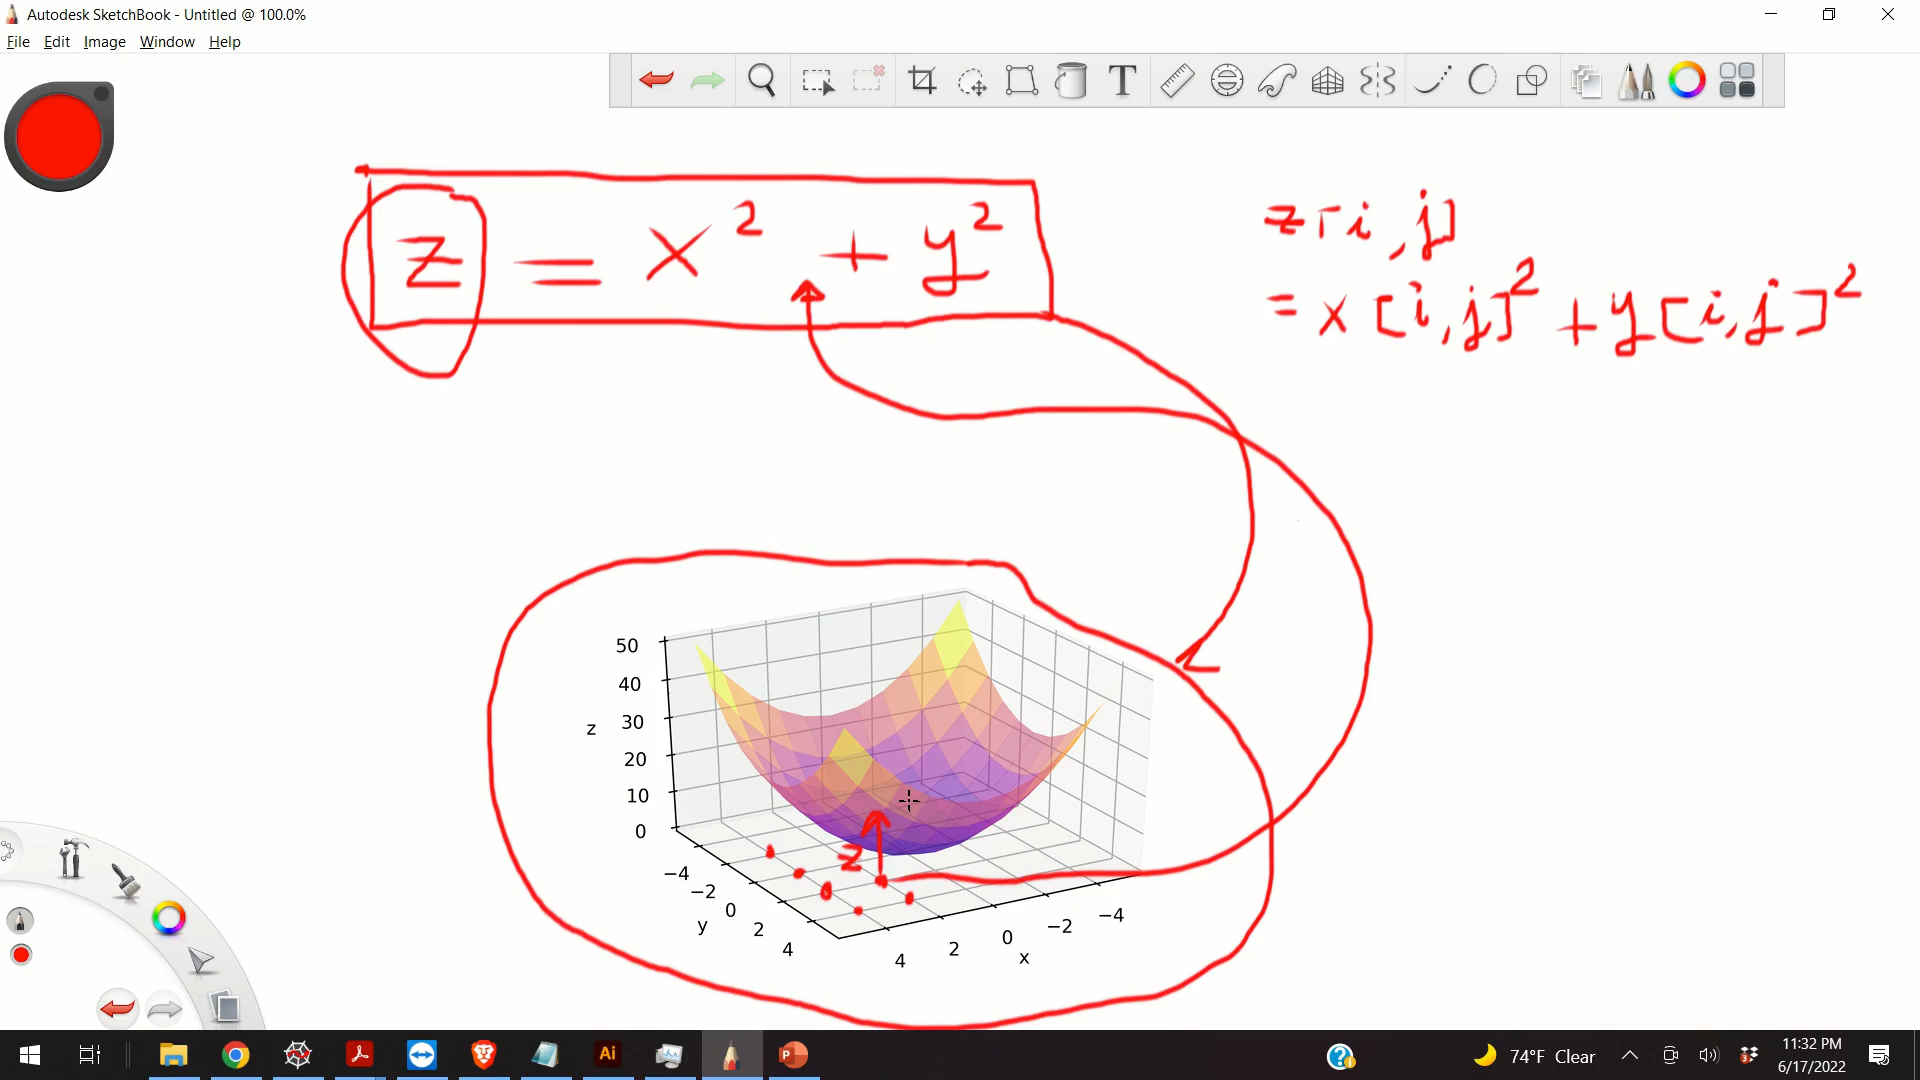 Autodesk SketchBook - Untitled @ 100.0%
File Edit Image Window Help
z = x² + y²
z[i,j]
= x[i,j]² + y[i,j]²
50
40
30
20
10
0
z
z
−4
−2
0
2
4
y
4
2
0
−2
−4
x
74°F Clear
11:32 PM
6/17/2022